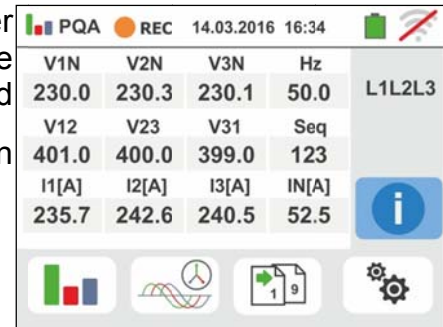 er
e
d
n
PQA REC 14.03.2016 16:34
V1N V2N V3N Hz
230.0 230.3 230.1 50.0
L1L2L3
V12 V23 V31 Seq
401.0 400.0 399.0 123
I1[A] I2[A] I3[A] IN[A]
235.7 242.6 240.5 52.5
i
1 9